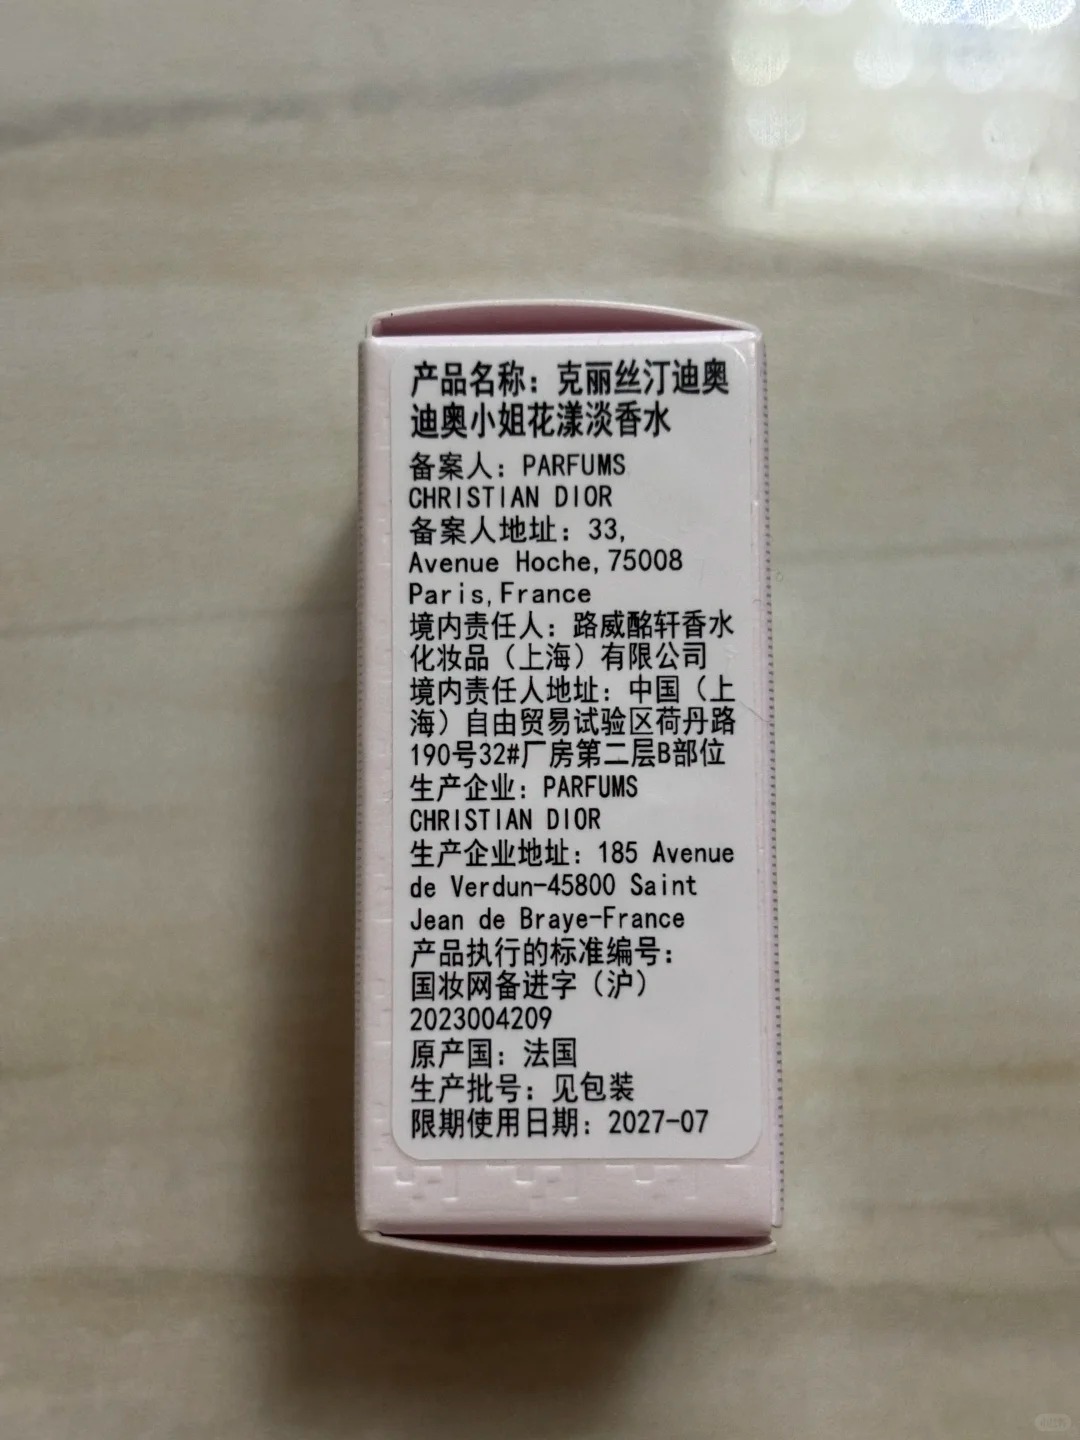 产品名称：克丽丝汀迪奥
迪奥小姐花漾淡香水
备案人：PARFUMS
CHRISTIAN DIOR
备案人地址：33,
Avenue Hoche,75008
Paris,France
境内责任人：路威酩轩香水
化妆品（上海）有限公司
境内责任人地址：中国（上
海）自由贸易试验区荷丹路
190号32#厂房第二层B部位
生产企业：PARFUMS
CHRISTIAN DIOR
生产企业地址：185 Avenue
de Verdun-45800 Saint
Jean de Braye-France
产品执行的标准编号：
国妆网备进字（沪）
2023004209
原产国：法国
生产批号：见包装
限期使用日期：2027-07